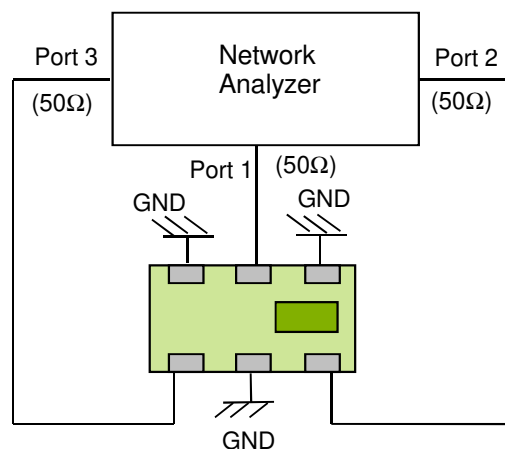 Port 3
Network
Analyzer
Port 2
(50Ω)
(50Ω)
Port 1
(50Ω)
GND
GND
GND